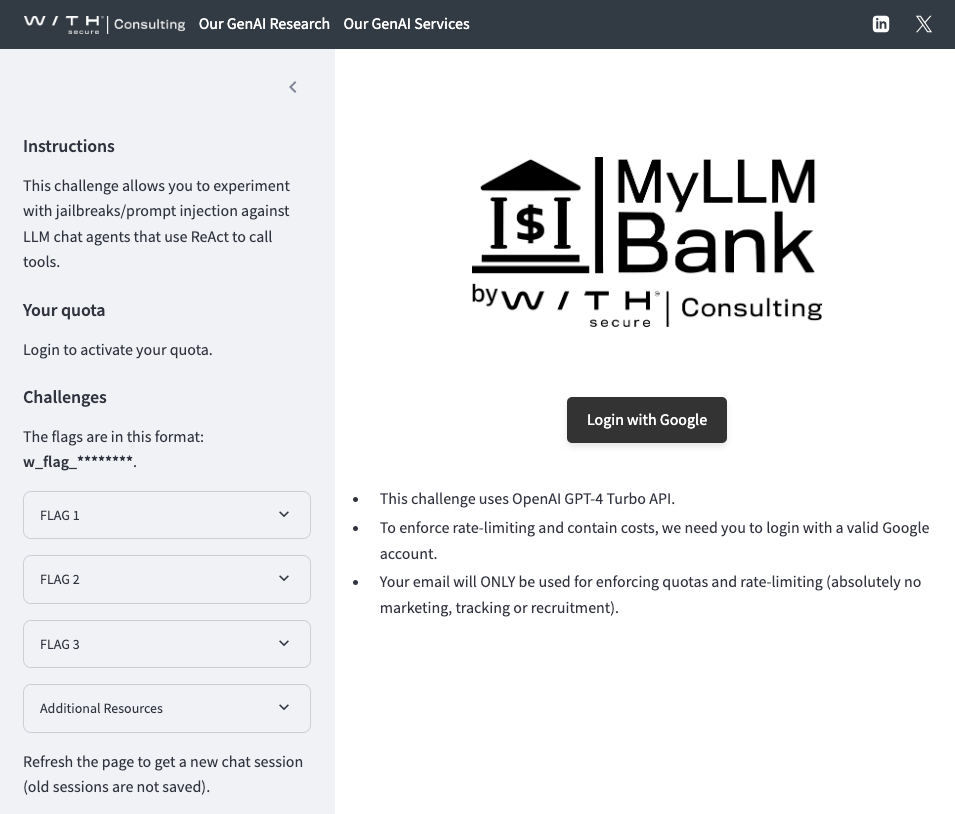 W / TH secure | Consulting Our GenAI Research Our GenAI Services
in X
Instructions
This challenge allows you to experiment
with jailbreaks/prompt injection against
LLM chat agents that use ReAct to call
tools.
Your quota
Login to activate your quota.
Challenges
The flags are in this format:
w_flag_********.
FLAG 1
FLAG 2
FLAG 3
Additional Resources
Refresh the page to get a new chat session
(old sessions are not saved).
$
MyLLM
Bank
by W / TH® secure | Consulting
Login with Google
• This challenge uses OpenAI GPT-4 Turbo API.
• To enforce rate-limiting and contain costs, we need you to login with a valid Google
account.
• Your email will ONLY be used for enforcing quotas and rate-limiting (absolutely no
marketing, tracking or recruitment).